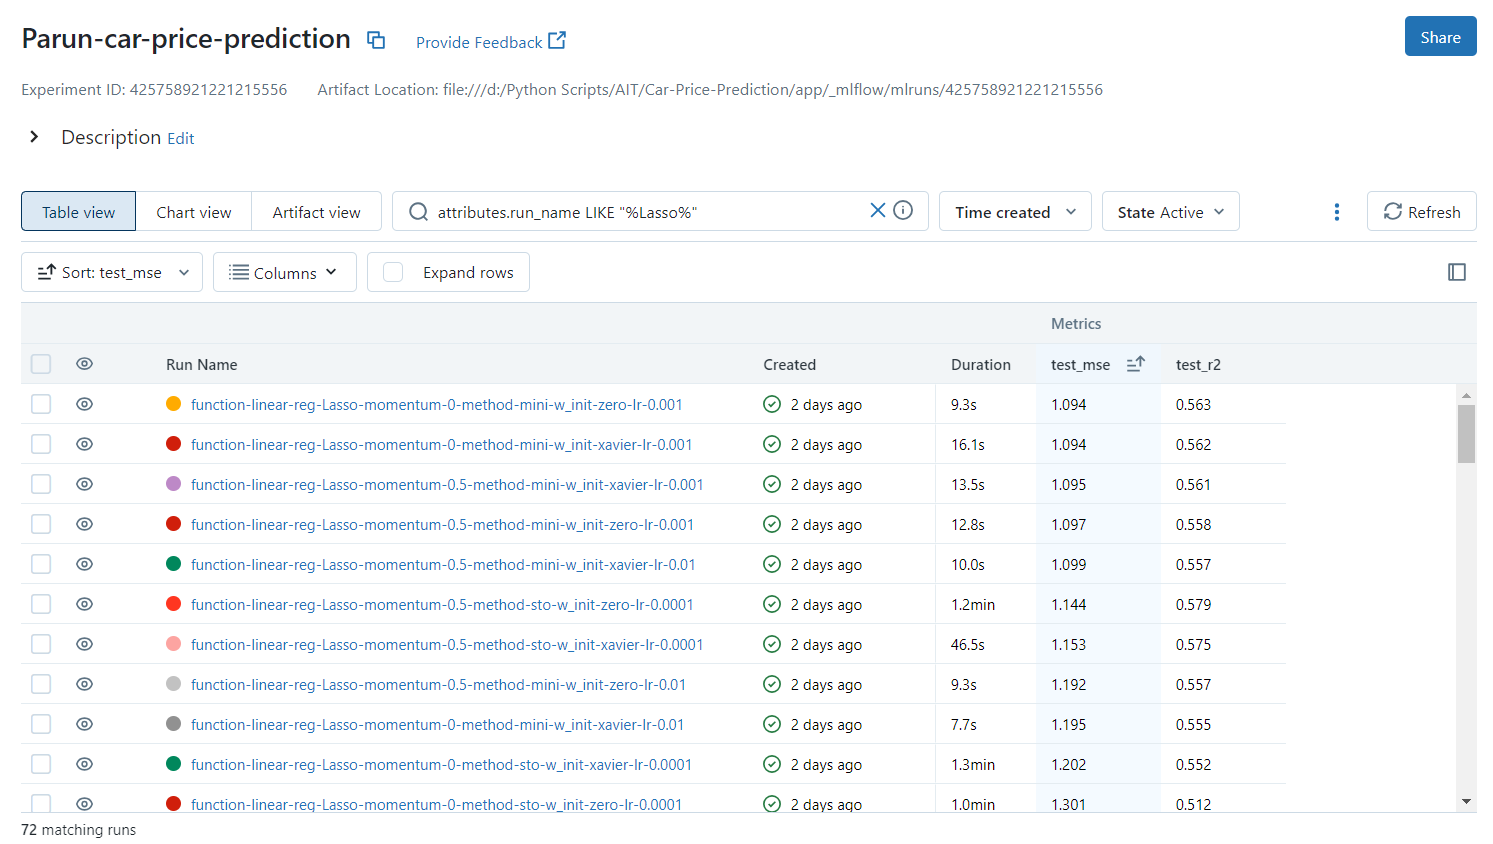 Parun-car-price-prediction Provide Feedback Share
Experiment ID: 425758921221215556 Artifact Location: file:///d:/Python Scripts/AIT/Car-Price-Prediction/app/_mlflow/mlruns/425758921221215556
Description Edit
Table view Chart view Artifact view attributes.run_name LIKE "%Lasso%" Time created State Active Refresh
Sort: test_mse Columns Expand rows
Metrics
Run Name Created Duration test_mse test_r2
function-linear-reg-Lasso-momentum-0-method-mini-w_init-zero-lr-0.001 2 days ago 9.3s 1.094 0.563
function-linear-reg-Lasso-momentum-0-method-mini-w_init-xavier-lr-0.001 2 days ago 16.1s 1.094 0.562
function-linear-reg-Lasso-momentum-0.5-method-mini-w_init-xavier-lr-0.001 2 days ago 13.5s 1.095 0.561
function-linear-reg-Lasso-momentum-0.5-method-mini-w_init-zero-lr-0.001 2 days ago 12.8s 1.097 0.558
function-linear-reg-Lasso-momentum-0.5-method-mini-w_init-xavier-lr-0.01 2 days ago 10.0s 1.099 0.557
function-linear-reg-Lasso-momentum-0.5-method-sto-w_init-zero-lr-0.0001 2 days ago 1.2min 1.144 0.579
function-linear-reg-Lasso-momentum-0.5-method-sto-w_init-xavier-lr-0.0001 2 days ago 46.5s 1.153 0.575
function-linear-reg-Lasso-momentum-0.5-method-mini-w_init-zero-lr-0.01 2 days ago 9.3s 1.192 0.557
function-linear-reg-Lasso-momentum-0-method-mini-w_init-xavier-lr-0.01 2 days ago 7.7s 1.195 0.555
function-linear-reg-Lasso-momentum-0-method-sto-w_init-xavier-lr-0.0001 2 days ago 1.3min 1.202 0.552
function-linear-reg-Lasso-momentum-0-method-sto-w_init-zero-lr-0.0001 2 days ago 1.0min 1.301 0.512
72 matching runs